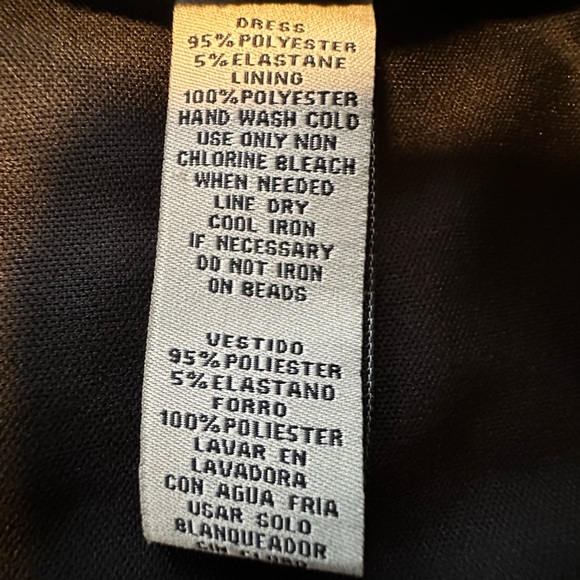 DRESS
95% POLYESTER
5% ELASTANE
LINING
100% POLYESTER
HAND WASH COLD
USE ONLY NON
CHLORINE BLEACH
WHEN NEEDED
LINE DRY
COOL IRON
IF NECESSARY
DO NOT IRON
ON BEADS
VESTIDO
95% POLIESTER
5% ELASTANO
FORRO
100% POLIESTER
LAVAR EN
LAVADORA
CON AGUA FRIA
USAR SOLO
BLANQUEADOR